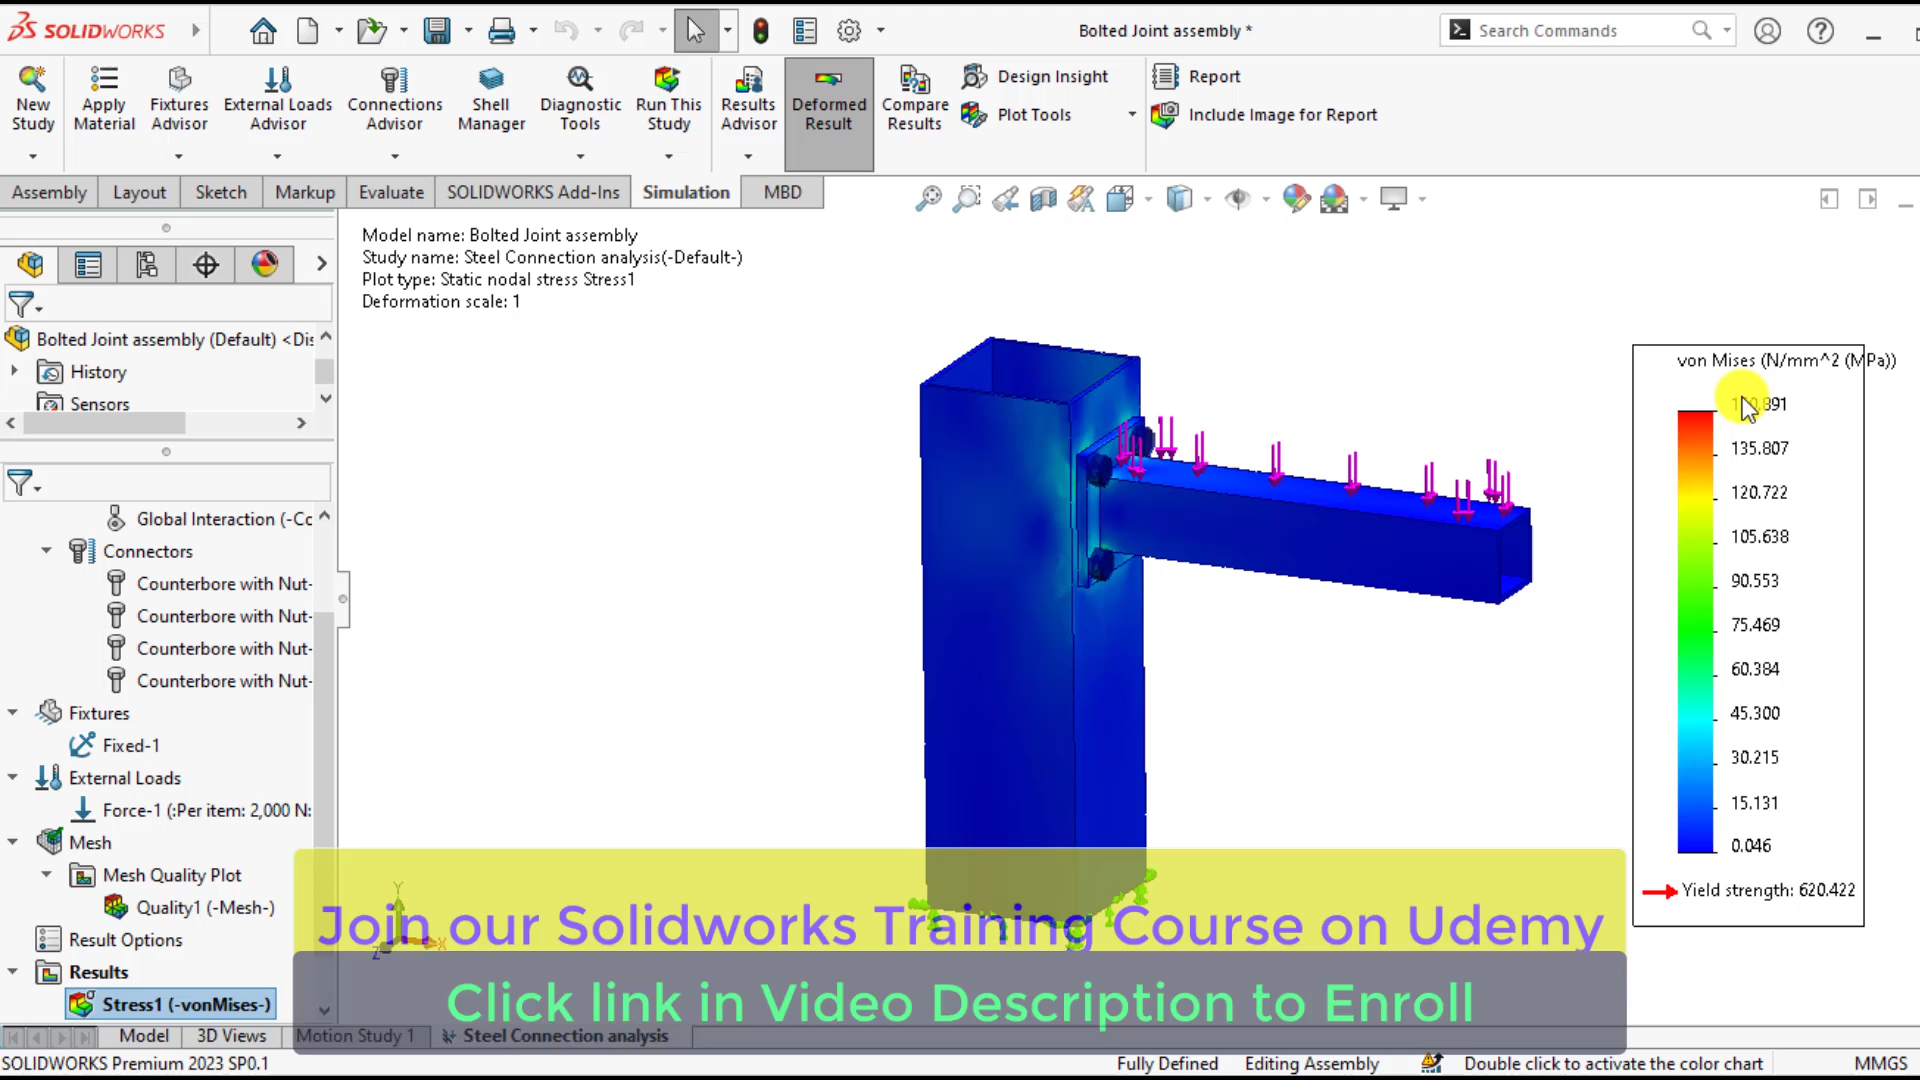 SOLIDWORKS
Bolted Joint assembly *
Search Commands
New Study
Apply Material
Fixtures Advisor
External Loads Advisor
Connections Advisor
Shell Manager
Diagnostic Tools
Run This Study
Results Advisor
Deformed Result
Compare Results
Design Insight
Plot Tools
Report
Include Image for Report
Assembly
Layout
Sketch
Markup
Evaluate
SOLIDWORKS Add-Ins
Simulation
MBD
Model name: Bolted Joint assembly
Study name: Steel Connection analysis(-Default-)
Plot type: Static nodal stress Stress1
Deformation scale: 1
Bolted Joint assembly (Default) <Dis
History
Sensors
Global Interaction (-Co
Connectors
Counterbore with Nut-
Counterbore with Nut-
Counterbore with Nut-
Counterbore with Nut-
Fixtures
Fixed-1
External Loads
Force-1 (:Per item: 2,000 N:
Mesh
Mesh Quality Plot
Quality1 (-Mesh-)
Result Options
Results
Stress1 (-vonMises-)
von Mises (N/mm^2 (MPa))
135.807
120.722
105.638
90.553
75.469
60.384
45.300
30.215
15.131
0.046
Yield strength: 620.422
Y
X
Z
Join our Solidworks Training Course on Udemy
Click link in Video Description to Enroll
Model
3D Views
Motion Study 1
Steel Connection analysis
SOLIDWORKS Premium 2023 SP0.1
Fully Defined
Editing Assembly
Double click to activate the color chart
MMGS